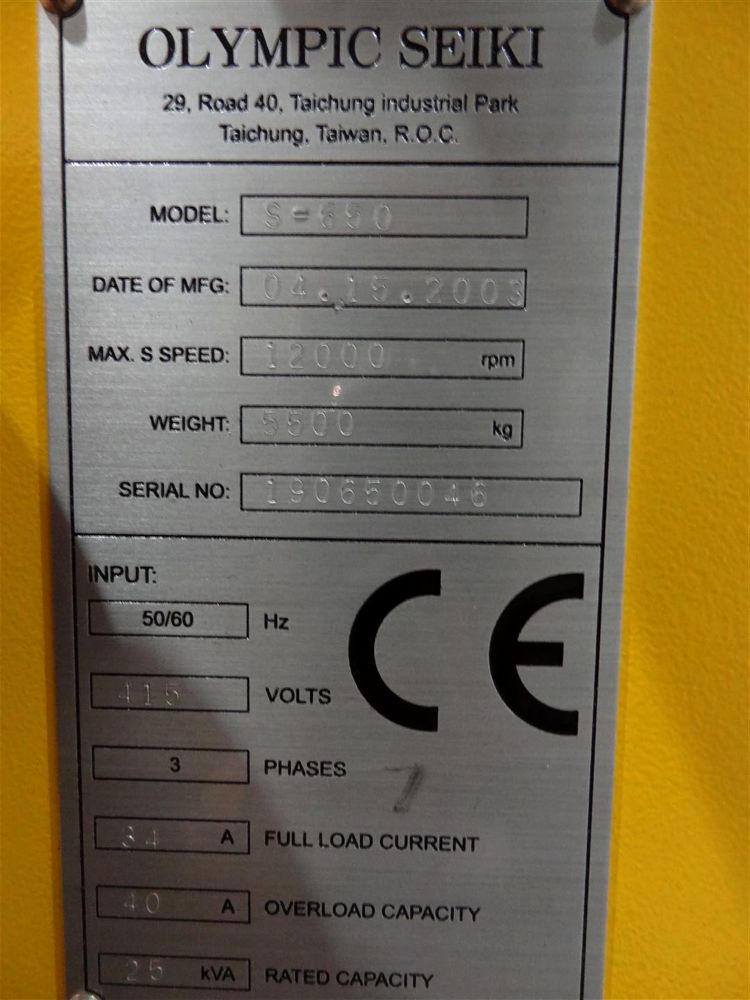 OLYMPIC SEIKI
29, Road 40, Taichung industrial Park
Taichung, Taiwan, R.O.C.
MODEL:
DATE OF MFG: 04.15.2003
MAX. S SPEED: 12000 rpm
WEIGHT: kg
SERIAL NO: 190650046
INPUT:
50/60 Hz
415 VOLTS
3 PHASES
34 A FULL LOAD CURRENT
40 A OVERLOAD CAPACITY
25 kVA RATED CAPACITY
CE